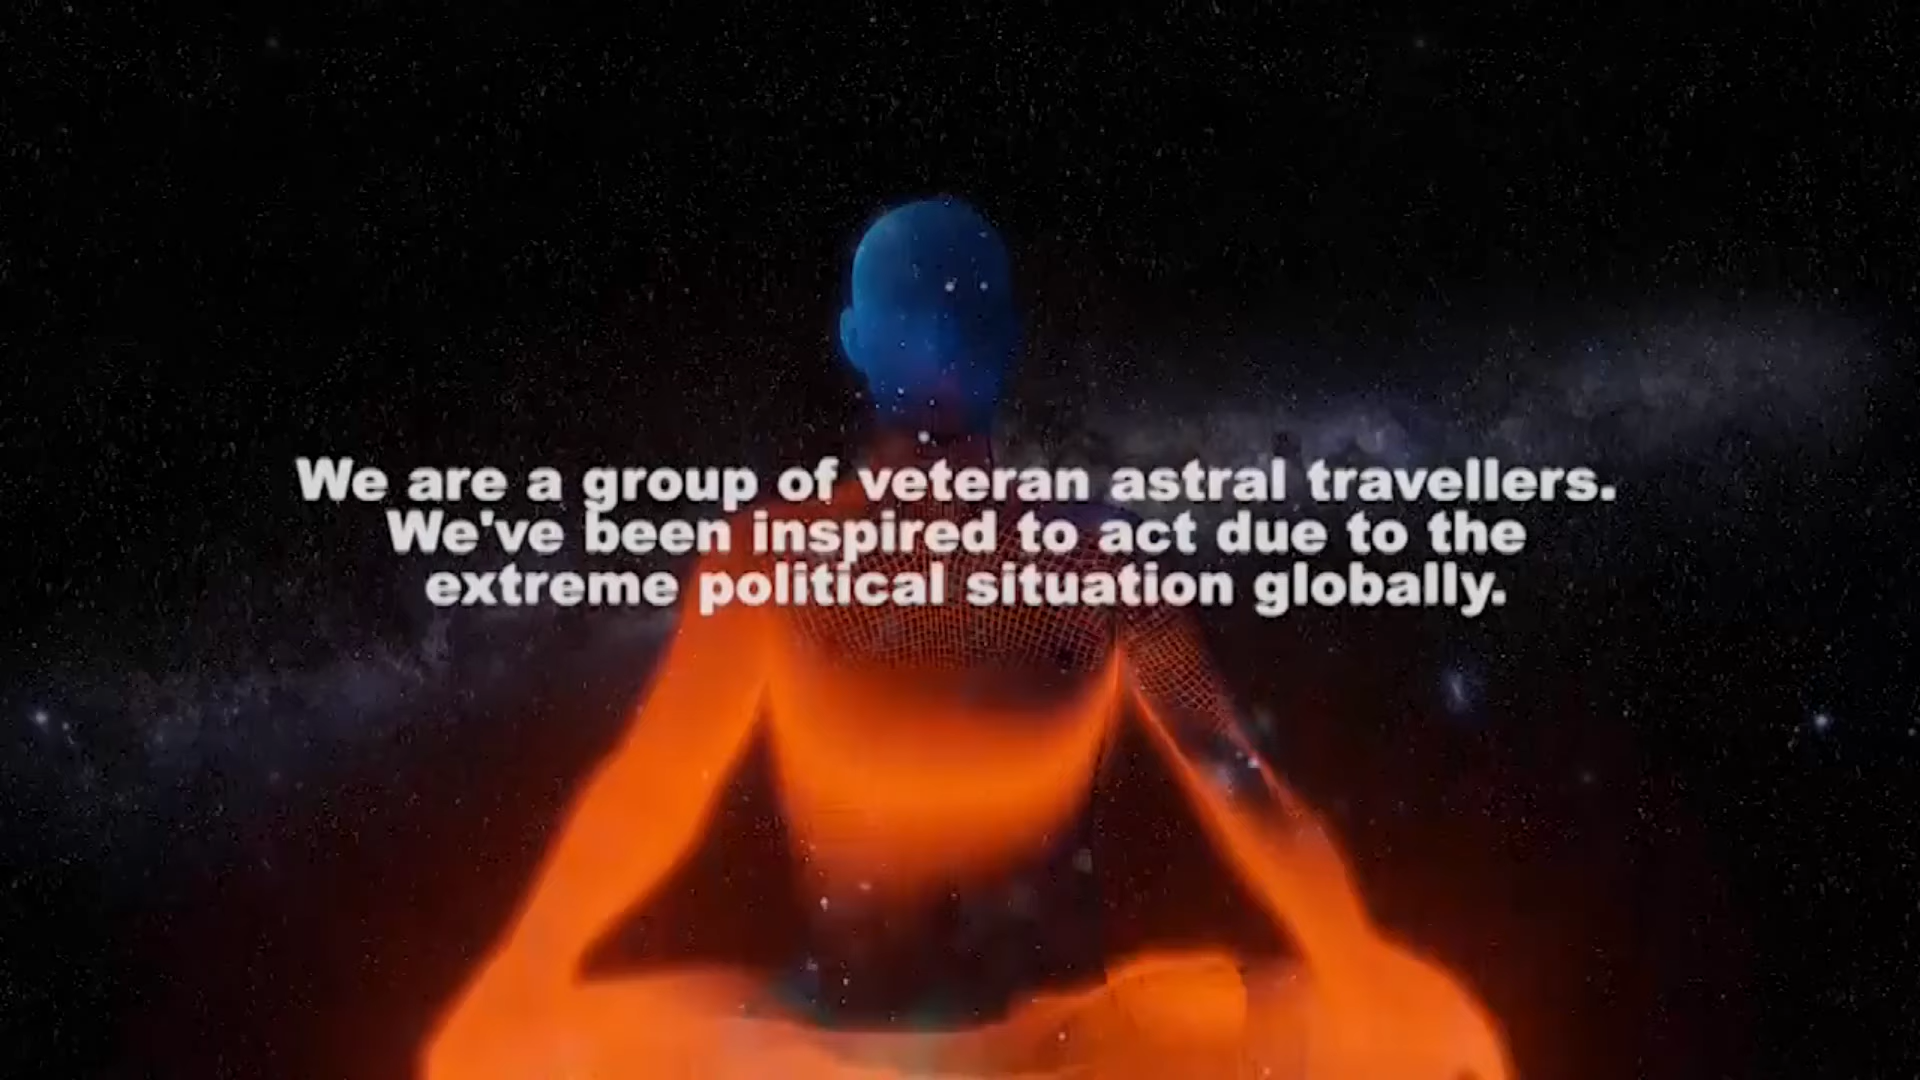 We are a group of veteran astral travellers.
We've been inspired to act due to the
extreme political situation globally.